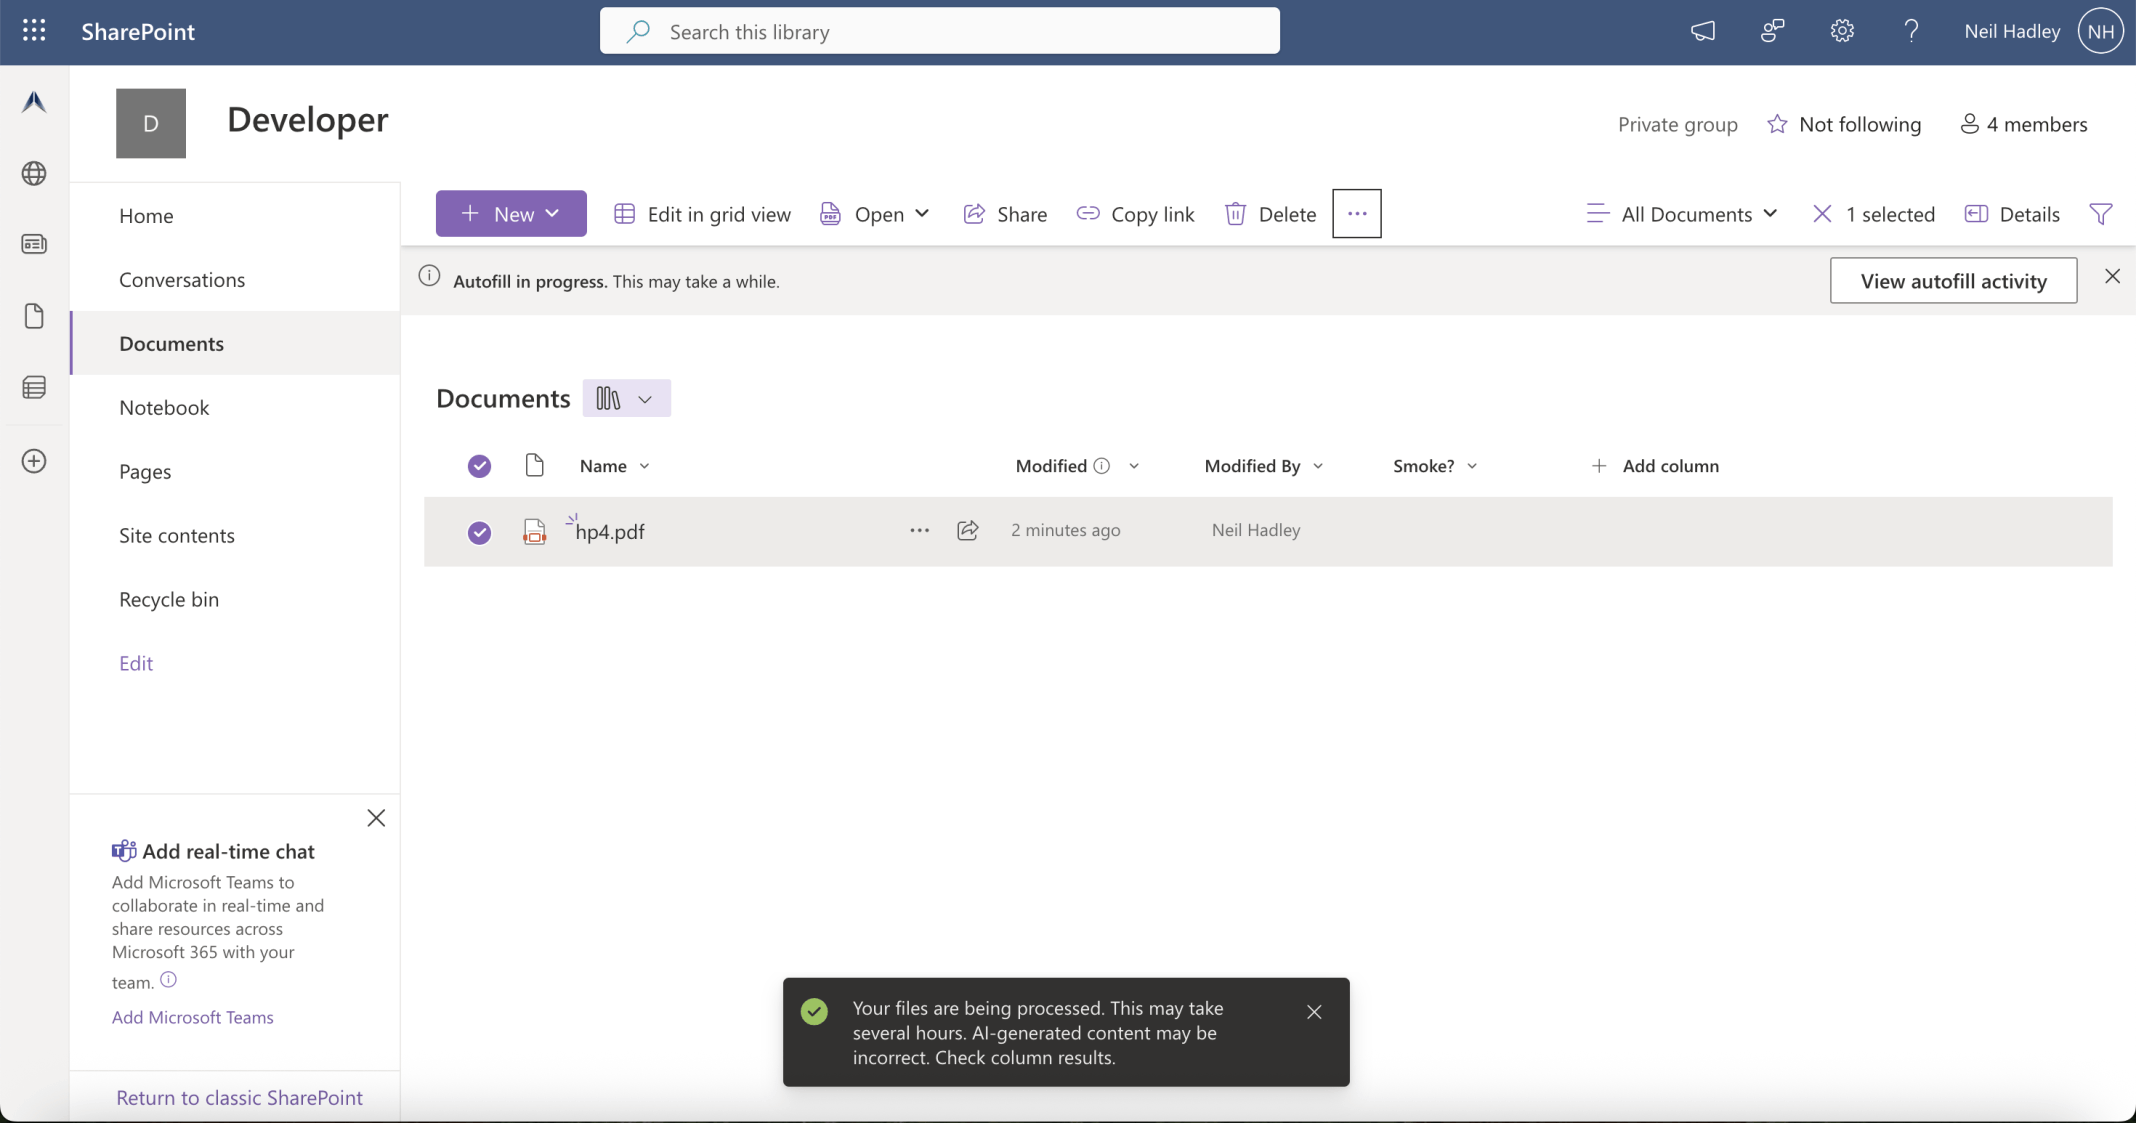 SharePoint
Search this library
Neil Hadley
NH
D
Developer
Private group
Not following
4 members
Home
Conversations
Documents
Notebook
Pages
Site contents
Recycle bin
Edit
New
Edit in grid view
Open
Share
Copy link
Delete
All Documents
1 selected
Details
Autofill in progress. This may take a while.
View autofill activity
Documents
Name
Modified
Modified By
Smoke?
Add column
hp4.pdf
2 minutes ago
Neil Hadley
Add real-time chat
Add Microsoft Teams to
collaborate in real-time and
share resources across
Microsoft 365 with your
team.
Add Microsoft Teams
Return to classic SharePoint
Your files are being processed. This may take
several hours. AI-generated content may be
incorrect. Check column results.